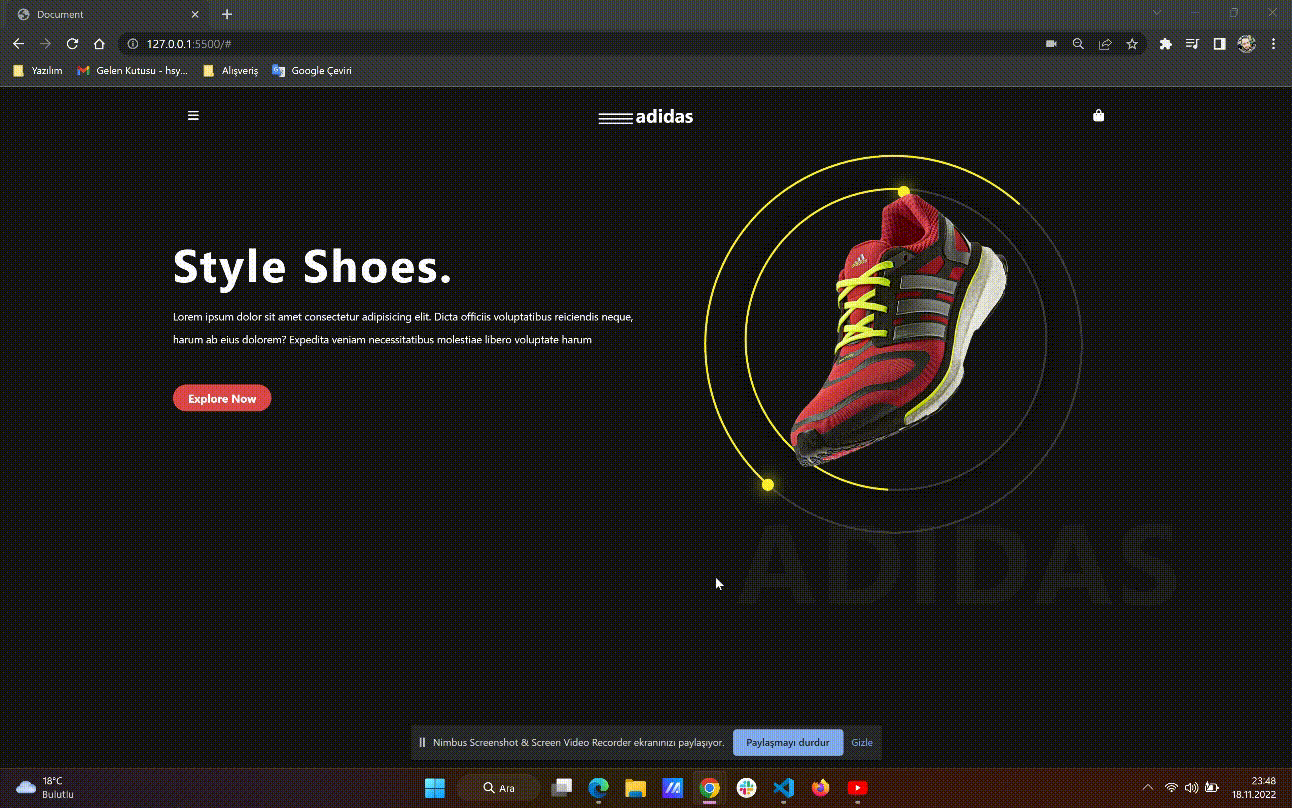 Document
127.0.0.1:5500/#
Yazılım
Gelen Kutusu - hsy...
Alışveriş
Google Çeviri
adidas
Style Shoes.
Lorem ipsum dolor sit amet consectetur adipisicing elit. Dicta officiis voluptatibus reiciendis neque,
harum ab eius dolorem? Expedita veniam necessitatibus molestiae libero voluptate harum
Explore Now
ADIDAS
Nimbus Screenshot & Screen Video Recorder ekranınızı paylaşıyor.
Paylaşmayı durdur
Gizle
18°C
Bulutlu
Ara
23:48
18.11.2022